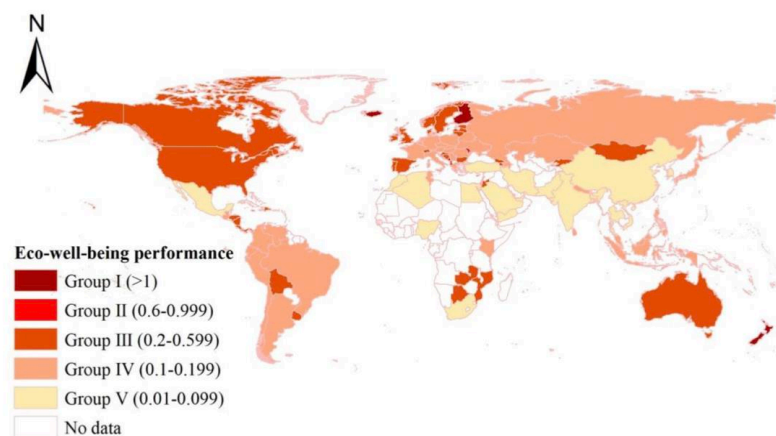 N
Eco-well-being performance
Group I (>1)
Group II (0.6-0.999)
Group III (0.2-0.599)
Group IV (0.1-0.199)
Group V (0.01-0.099)
No data